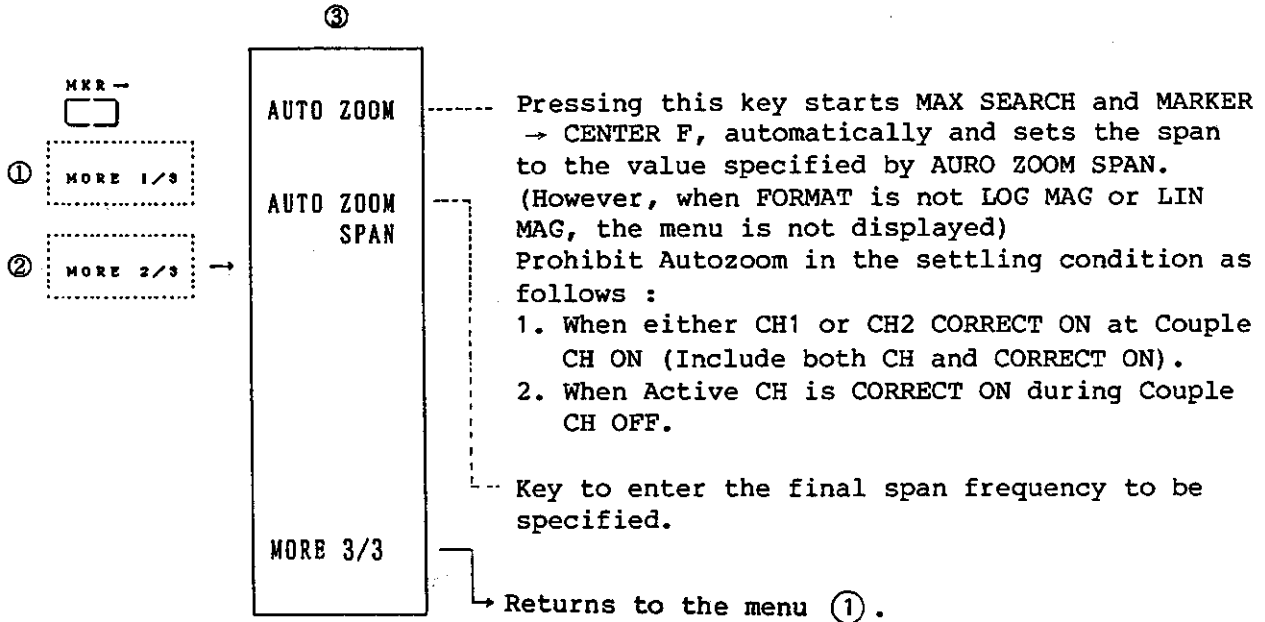 ③
MKR→
① MORE 1/3
② MORE 2/3 →
AUTO ZOOM
AUTO ZOOM
SPAN
MORE 3/3
Pressing this key starts MAX SEARCH and MARKER
→ CENTER F, automatically and sets the span
to the value specified by AURO ZOOM SPAN.
(However, when FORMAT is not LOG MAG or LIN
MAG, the menu is not displayed)
Prohibit Autozoom in the settling condition as
follows :
1. When either CH1 or CH2 CORRECT ON at Couple
CH ON (Include both CH and CORRECT ON).
2. When Active CH is CORRECT ON during Couple
CH OFF.
Key to enter the final span frequency to be
specified.
Returns to the menu ①.